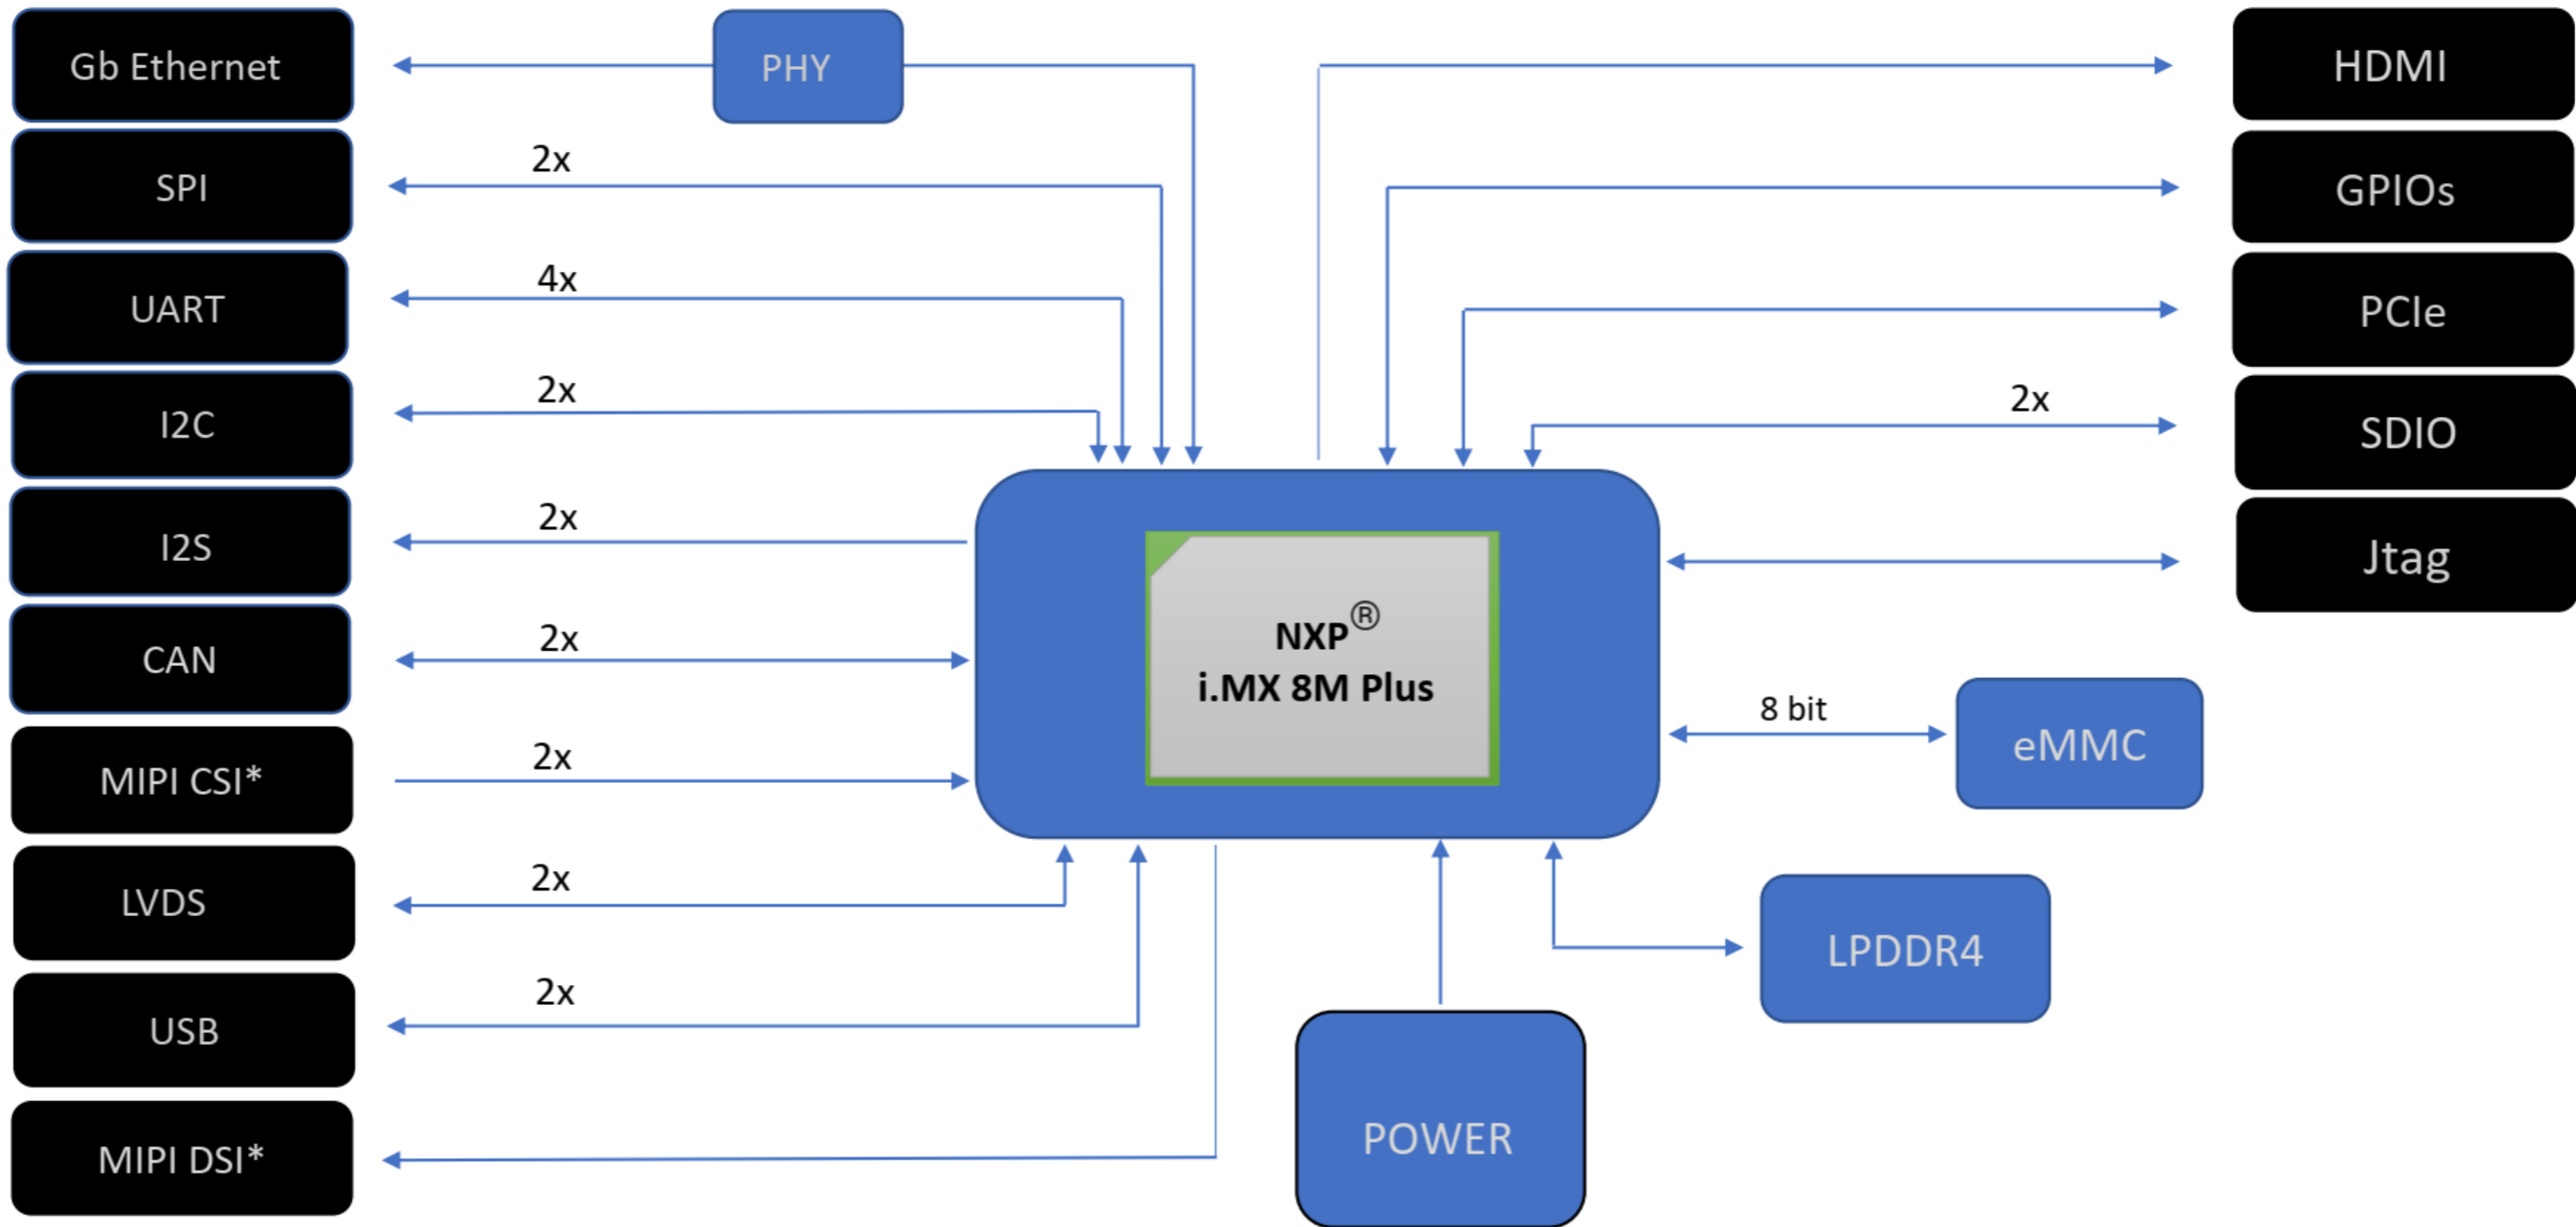 Gb Ethernet
PHY
HDMI
SPI
2x
GPIOs
UART
4x
PCIe
I2C
2x
2x
SDIO
I2S
2x
Jtag
NXP®
i.MX 8M Plus
CAN
2x
8 bit
eMMC
MIPI CSI*
2x
LVDS
2x
LPDDR4
USB
2x
POWER
MIPI DSI*